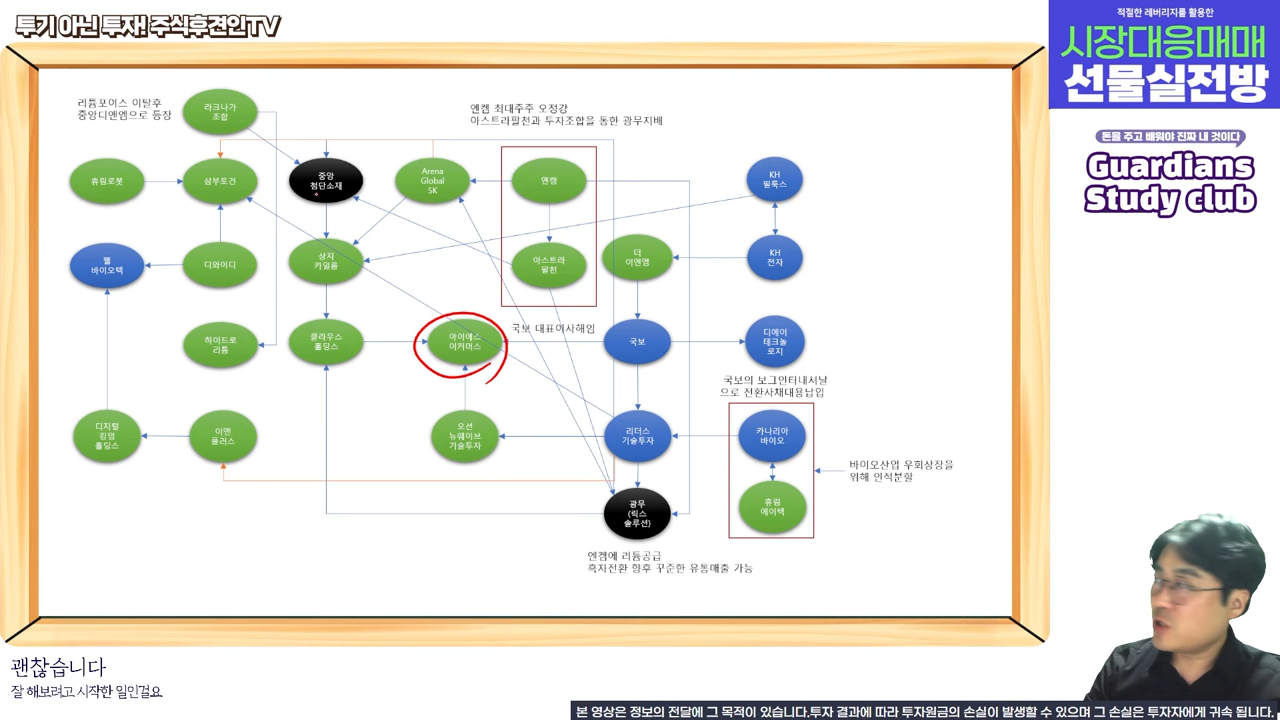 투기 아닌 투재! 주식후견인TV
적절한 레버리지를 활용한
시장대응매매
선물실전방
돈을 주고 배워야 진짜 내 것이다
Guardians
Study club
리튬포이스 이탈후
중앙디앤엠으로 등장
라크나가
조합
엔켐 최대주주 오정강
아스트라팔천과 투자조합을 통한 광무지배
휴림로봇
삼부토건
중앙
첨단소재
Arena
Global
SK
엔켐
KH
필룩스
웰
바이오텍
디와이디
상지
카일룸
아스트라
팔천
더
이앤엠
KH
전자
하이드로
리튬
클라우스
홀딩스
아이에스
이커머스
국보 대표이사해임
국보
디에이
테크놀
로지
국보의 보그인터내셔날
으로 전환사채대용납입
디지털
킹덤
홀딩스
이엔
플러스
오션
뉴웨이브
기술투자
리더스
기술투자
카나리아
바이오
바이오산업 우회상장을
위해 인적분할
광무
(릭스
솔루션)
휴림
에이텍
엔켐에 리튬공급
흑자전환 향후 꾸준한 유통매출 가능
괜찮습니다
잘 해보려고 시작한 일인걸요
본 영상은 정보의 전달에 그 목적이 있습니다.투자 결과에 따라 투자원금의 손실이 발생할 수 있으며 그 손실은 투자자에게 귀속 됩니다.